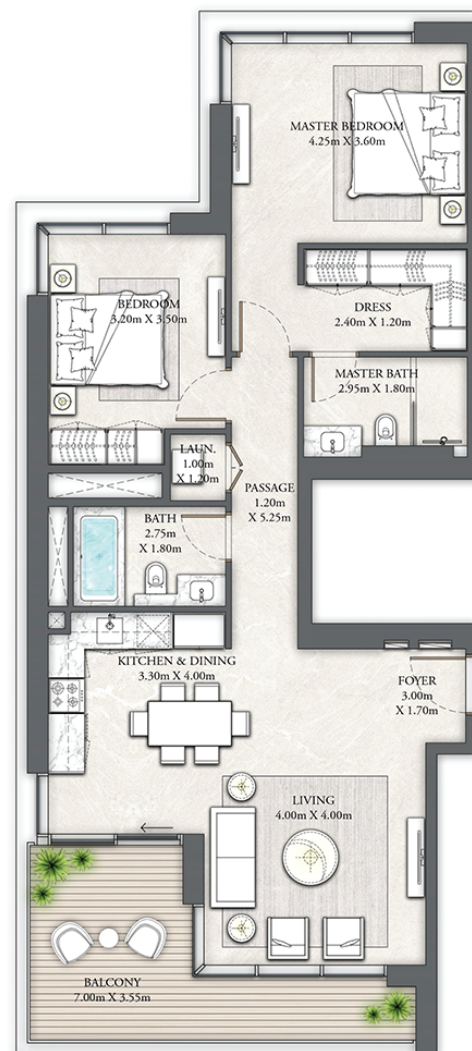 MASTER BEDROOM
4.25m X 3.60m
BEDROOM
3.20m X 3.50m
DRESS
2.40m X 1.20m
MASTER BATH
2.95m X 1.80m
LAUN.
1.00m
X 1.20m
PASSAGE
1.20m
X 5.25m
BATH
2.75m
X 1.80m
KITCHEN & DINING
3.30m X 4.00m
FOYER
3.00m
X 1.70m
LIVING
4.00m X 4.00m
BALCONY
7.00m X 3.55m